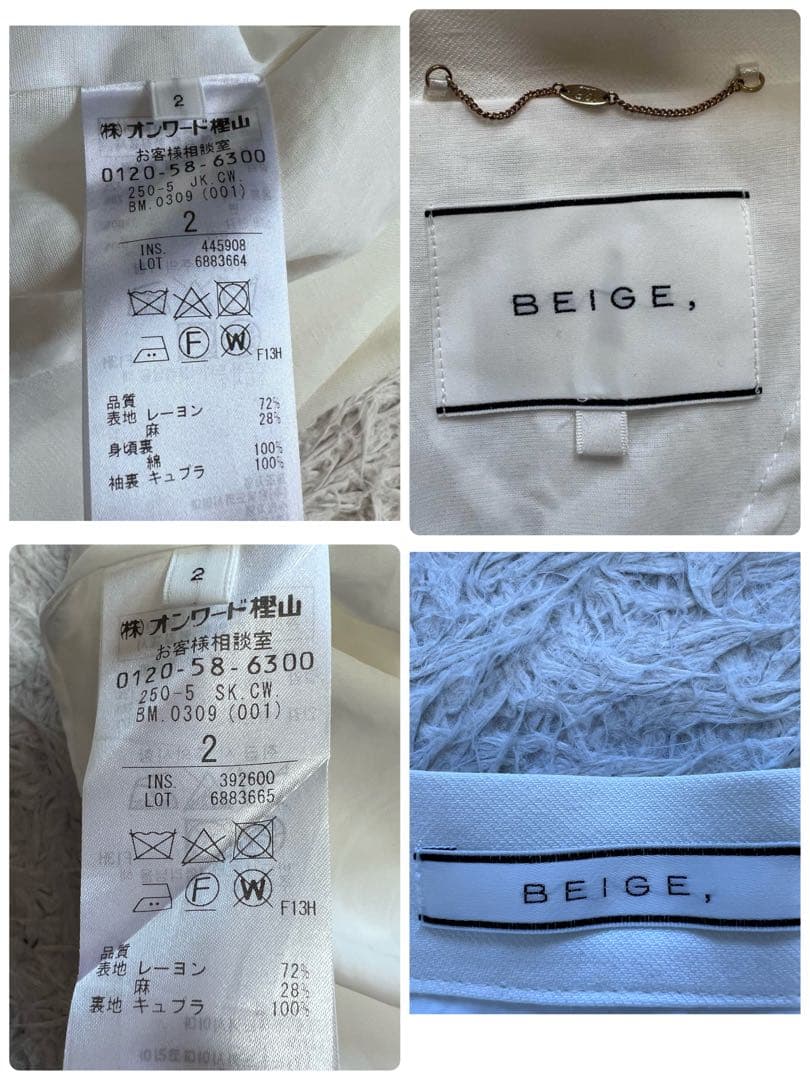 2
(株)オンワード樫山
お客様相談室
0120-58-6300
250-5 JK.CW.
BM.0309 (001)
2
INS. 445908
LOT 6883664
F
W
F13H
品質
表地 レーヨン 72%
麻 28%
身頃裏
綿 100%
袖裏 キュプラ 100%
BEIGE,
2
(株)オンワード樫山
お客様相談室
0120-58-6300
250-5 SK.CW.
BM.0309 (001)
2
INS. 392600
LOT 6883665
F
W
F13H
品質
表地 レーヨン 72%
麻 28%
裏地 キュプラ 100%
BEIGE,